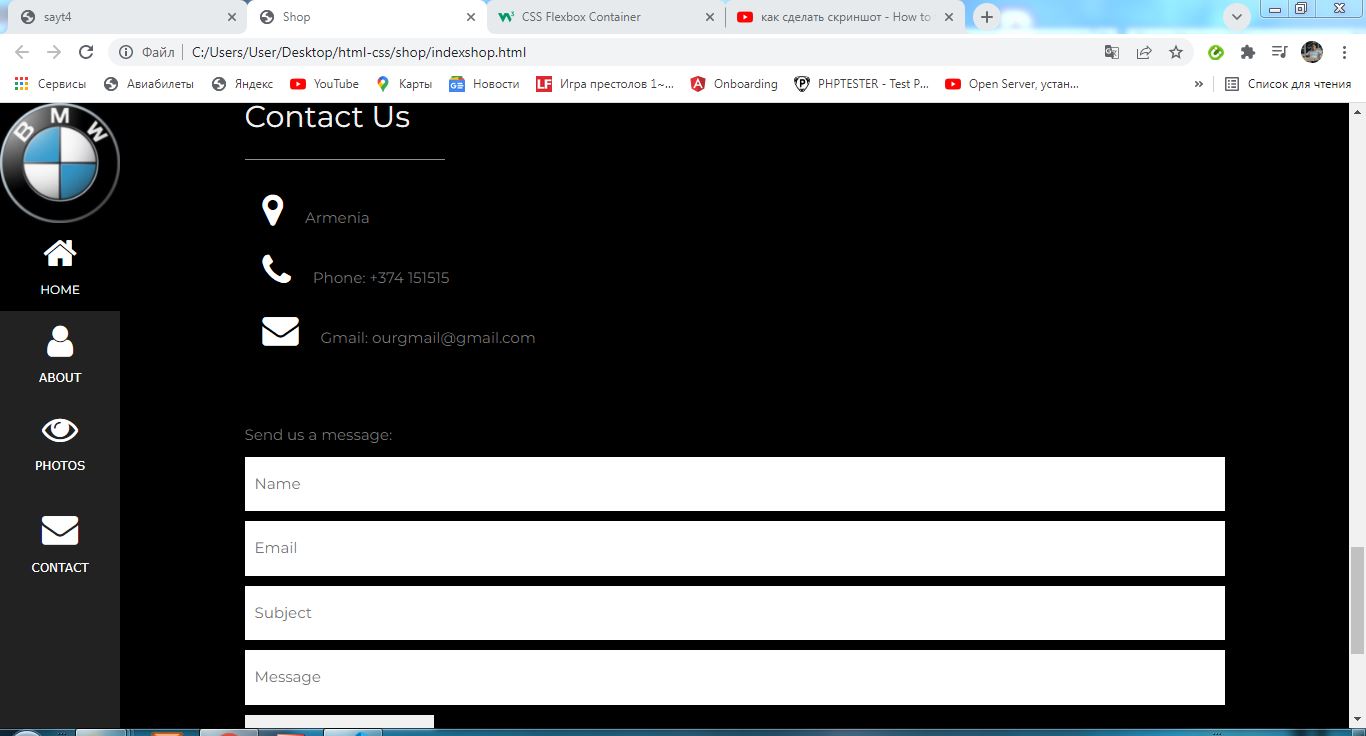 sayt4
Shop
CSS Flexbox Container
как сделать скриншот - How to
Файл
C:/Users/User/Desktop/html-css/shop/indexshop.html
Сервисы
Авиабилеты
Яндекс
YouTube
Карты
Новости
Игра престолов 1~...
Onboarding
PHPTESTER - Test P...
Open Server, устан...
»
Список для чтения
BMW
HOME
ABOUT
PHOTOS
CONTACT
Contact Us
Armenia
Phone: +374 151515
Gmail: ourgmail@gmail.com
Send us a message:
Name
Email
Subject
Message